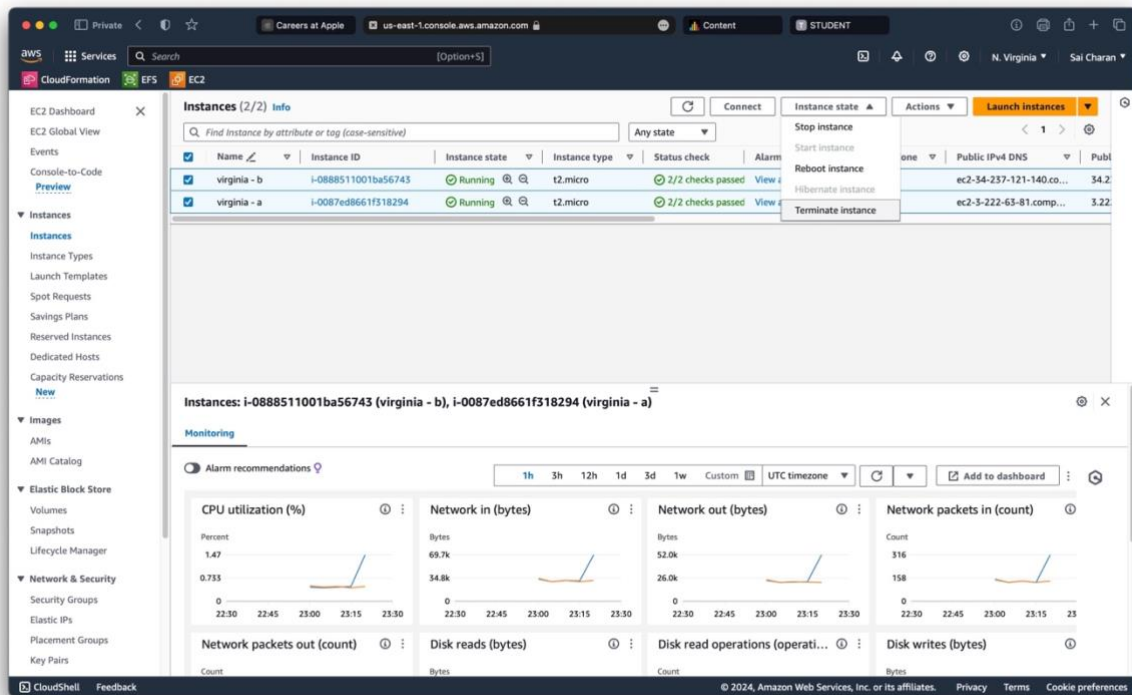 Private
Careers at Apple
us-east-1.console.aws.amazon.com
Content
STUDENT
aws
Services
Search
[Option+S]
N. Virginia
Sai Charan
CloudFormation
EFS
EC2
EC2 Dashboard
EC2 Global View
Events
Console-to-Code
Preview
Instances
Instances
Instance Types
Launch Templates
Spot Requests
Savings Plans
Reserved Instances
Dedicated Hosts
Capacity Reservations
New
Images
AMIs
AMI Catalog
Elastic Block Store
Volumes
Snapshots
Lifecycle Manager
Network & Security
Security Groups
Elastic IPs
Placement Groups
Key Pairs
Instances (2/2) Info
Connect
Instance state
Actions
Launch instances
Find Instance by attribute or tag (case-sensitive)
Any state
1
Stop instance
Start instance
Reboot instance
Hibernate instance
Terminate instance
Name Instance ID Instance state Instance type Status check Alarm one Public IPv4 DNS Publ
virginia - b i-0888511001ba56743 Running t2.micro 2/2 checks passed View a ec2-34-237-121-140.co... 34.2
virginia - a i-0087ed8661f318294 Running t2.micro 2/2 checks passed View a ec2-3-222-63-81.comp... 3.22
Instances: i-0888511001ba56743 (virginia - b), i-0087ed8661f318294 (virginia - a)
Monitoring
Alarm recommendations
1h 3h 12h 1d 3d 1w Custom UTC timezone
Add to dashboard
CPU utilization (%)
Percent
1.47
0.733
0
22:30 22:45 23:00 23:15 23:30
Network in (bytes)
Bytes
69.7k
34.8k
0
22:30 22:45 23:00 23:15 23:30
Network out (bytes)
Bytes
52.0k
26.0k
0
22:30 22:45 23:00 23:15 23:30
Network packets in (count)
Count
316
158
0
22:30 22:45 23:00 23:15 23
Network packets out (count)
Count
Disk reads (bytes)
Bytes
Disk read operations (operati...
Count
Disk writes (bytes)
Bytes
CloudShell
Feedback
© 2024, Amazon Web Services, Inc. or its affiliates.
Privacy
Terms
Cookie preferences